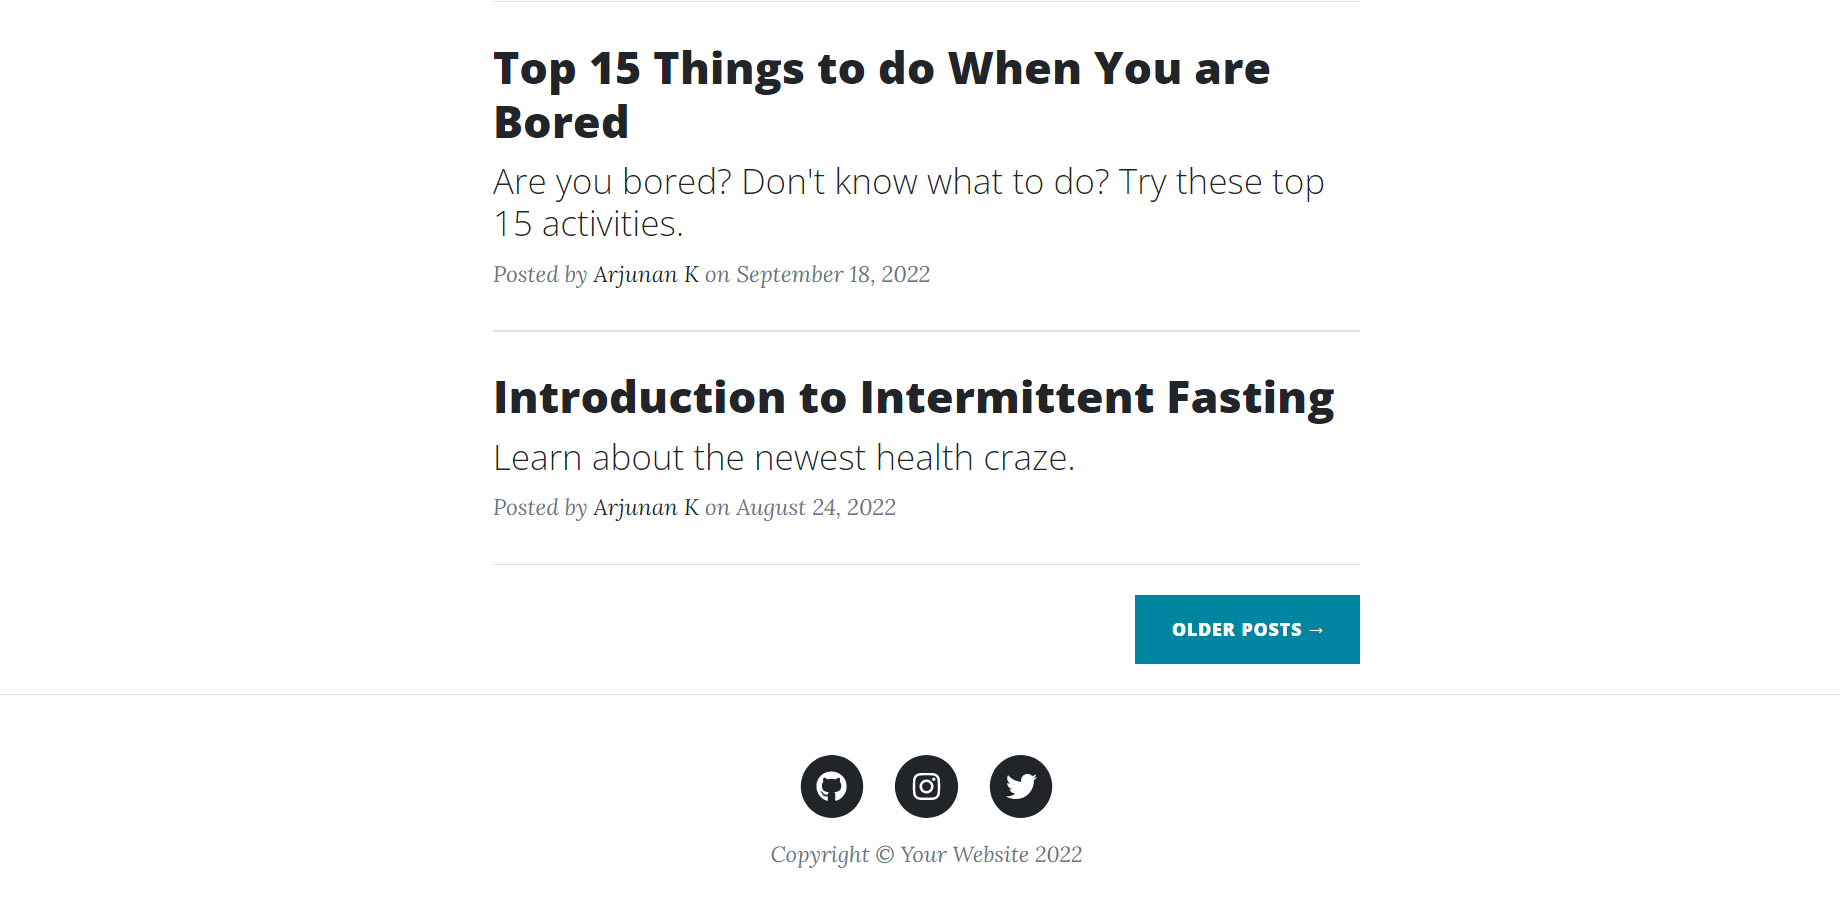 Top 15 Things to do When You are
Bored
Are you bored? Don't know what to do? Try these top
15 activities.
Posted by Arjunan K on September 18, 2022
Introduction to Intermittent Fasting
Learn about the newest health craze.
Posted by Arjunan K on August 24, 2022
OLDER POSTS →
Copyright © Your Website 2022